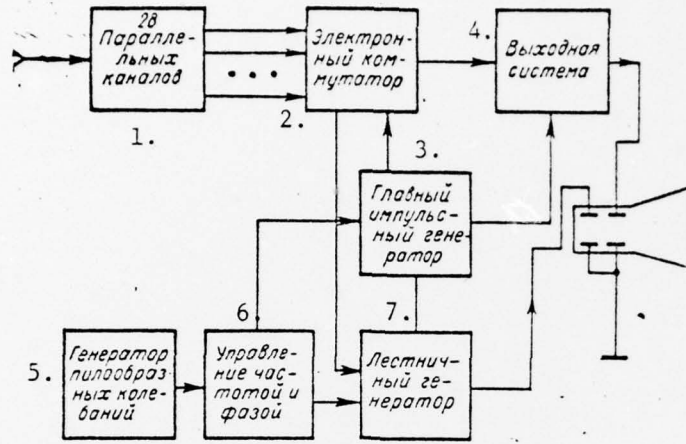 28
Параллель-
ных
каналов
1.
Электрон-
ный ком-
мутатор
2.
4.
Выходная
система
3.
Главный
импульс-
ный гене-
ратор
5.
Генератор
пилообраз-
ных коле-
баний
6.
Управле-
ние час-
тотой и
фазой
7.
Лестнич-
ный ге-
нератор